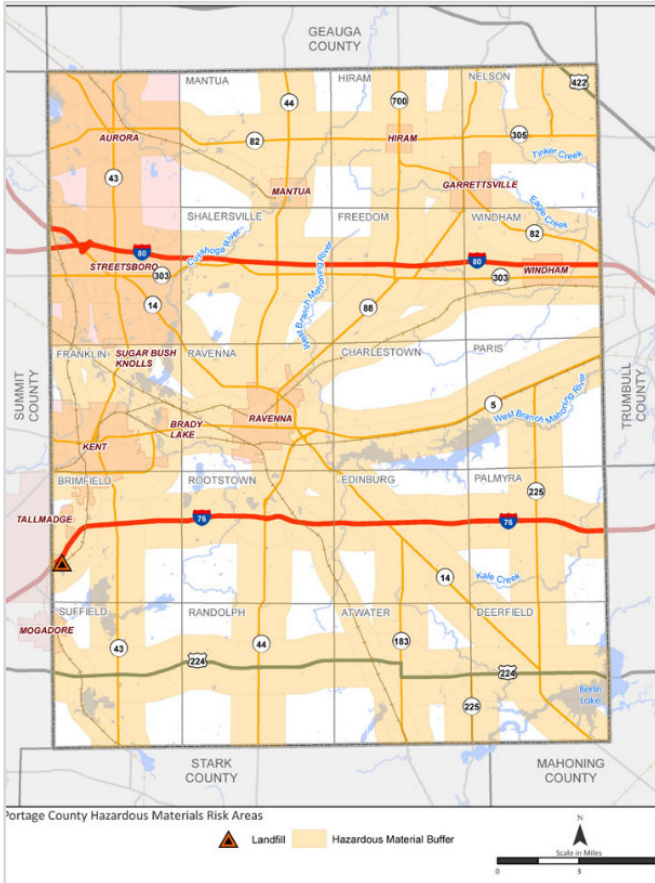 GEAUGA
COUNTY
MANTUA
HIRAM
NELSON
422
44
700
AURORA
82
HIRAM
305
Tinker Creek
43
MANTUA
GARRETTSVILLE
Eagle Creek
SHALERSVILLE
FREEDOM
WINDHAM
82
Cuyahoga River
80
80
STREETSBORO
303
303
WINDHAM
14
West Branch Mahoning River
88
FRANKLIN
SUGAR BUSH
KNOLLS
RAVENNA
CHARLESTOWN
PARIS
SUMMIT
COUNTY
TRUMBULL
COUNTY
5
West Branch Mahoning River
BRADY
LAKE
RAVENNA
KENT
BRIMFIELD
ROOTSTOWN
EDINBURG
PALMYRA
225
TALLMADGE
76
76
14
Kale Creek
SUFFIELD
RANDOLPH
ATWATER
DEERFIELD
MOGADORE
43
44
183
224
224
225
Berlin
Lake
STARK
COUNTY
MAHONING
COUNTY
Portage County Hazardous Materials Risk Areas
Landfill
Hazardous Material Buffer
N
Scale in Miles
0
3